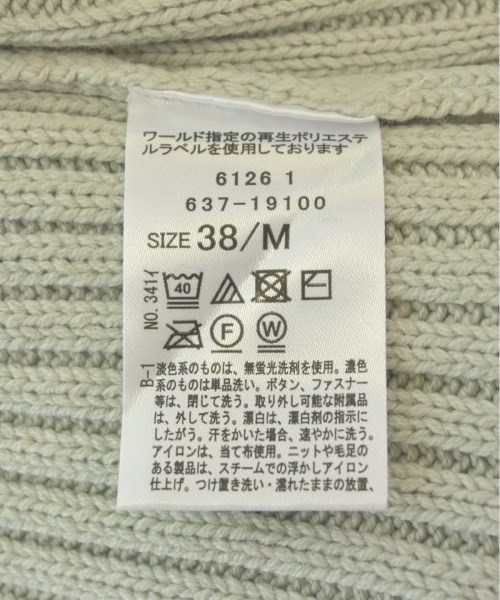 ワールド指定の再生ポリエステ
ルラベルを使用しております
6126 1
637-19100
SIZE 38/M
NO. 341イ
40
F W
B-1
淡色系のものは、無蛍光洗剤を使用。濃色
系のものは単品洗い。ボタン、ファスナー
等は、閉じて洗う。取り外し可能な附属品
は、外して洗う。漂白は、漂白剤の指示に
したがう。汗をかいた場合、速やかに洗う。
アイロンは、当て布使用。ニットや毛足の
ある製品は、スチームでの浮かしアイロン
仕上げ。つけ置き洗い・濡れたままの放置、